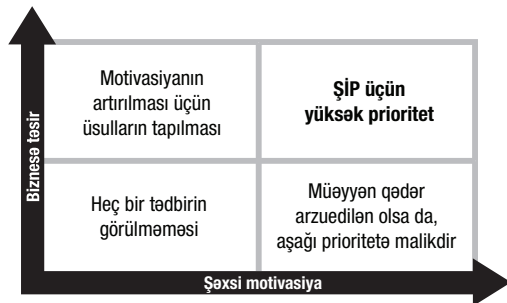 Biznesə təsir
Motivasiyanın
artırılması üçün
üsulların tapılması
ŞİP üçün
yüksək prioritet
Heç bir tədbirin
görülməməsi
Müəyyən qədər
arzuedilən olsa da,
aşağı prioritetə malikdir
Şəxsi motivasiya